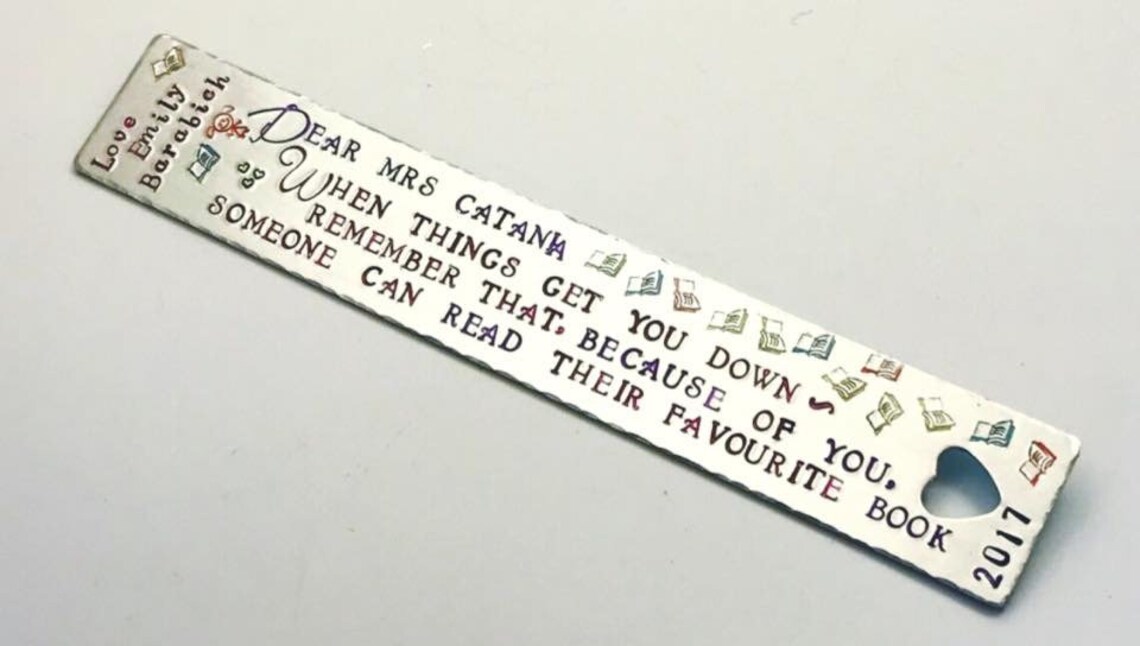 Love
Emily
Barabich
DEAR MRS CATANIA
WHEN THINGS GET YOU DOWN ~
REMEMBER THAT, BECAUSE OF YOU,
SOMEONE CAN READ THEIR FAVOURITE BOOK
2017